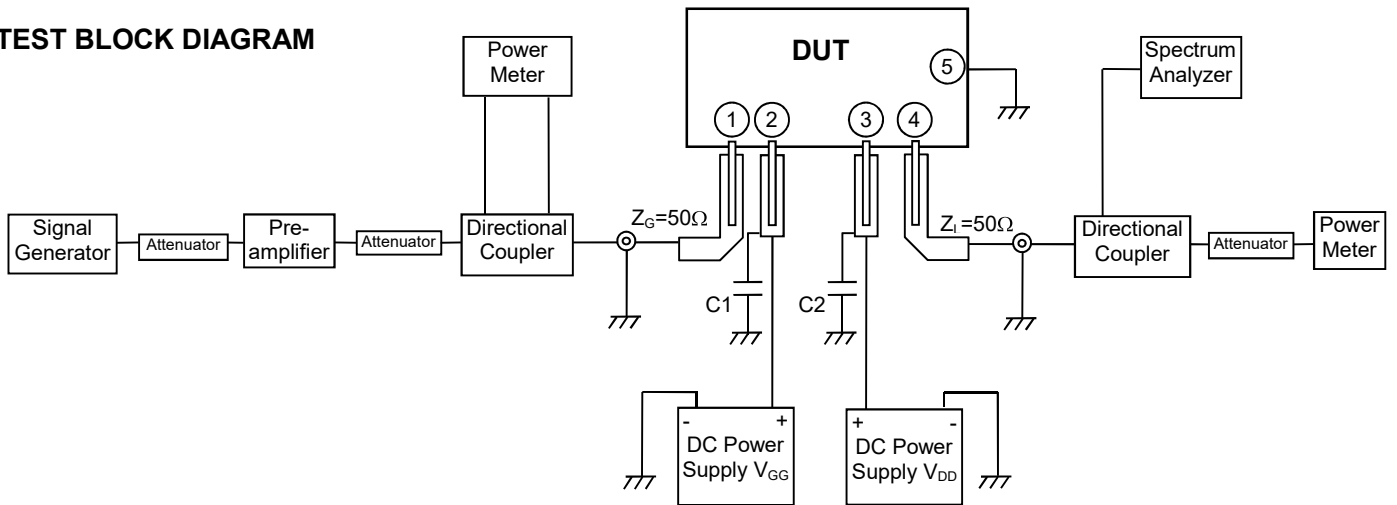 TEST BLOCK DIAGRAM
Power
Meter
DUT
5
Spectrum
Analyzer
1
2
3
4
Signal
Generator
Attenuator
Pre-
amplifier
Attenuator
Directional
Coupler
Z_G=50Ω
Z_L=50Ω
Directional
Coupler
Attenuator
Power
Meter
C1
C2
- +
DC Power
Supply V_GG
+ -
DC Power
Supply V_DD